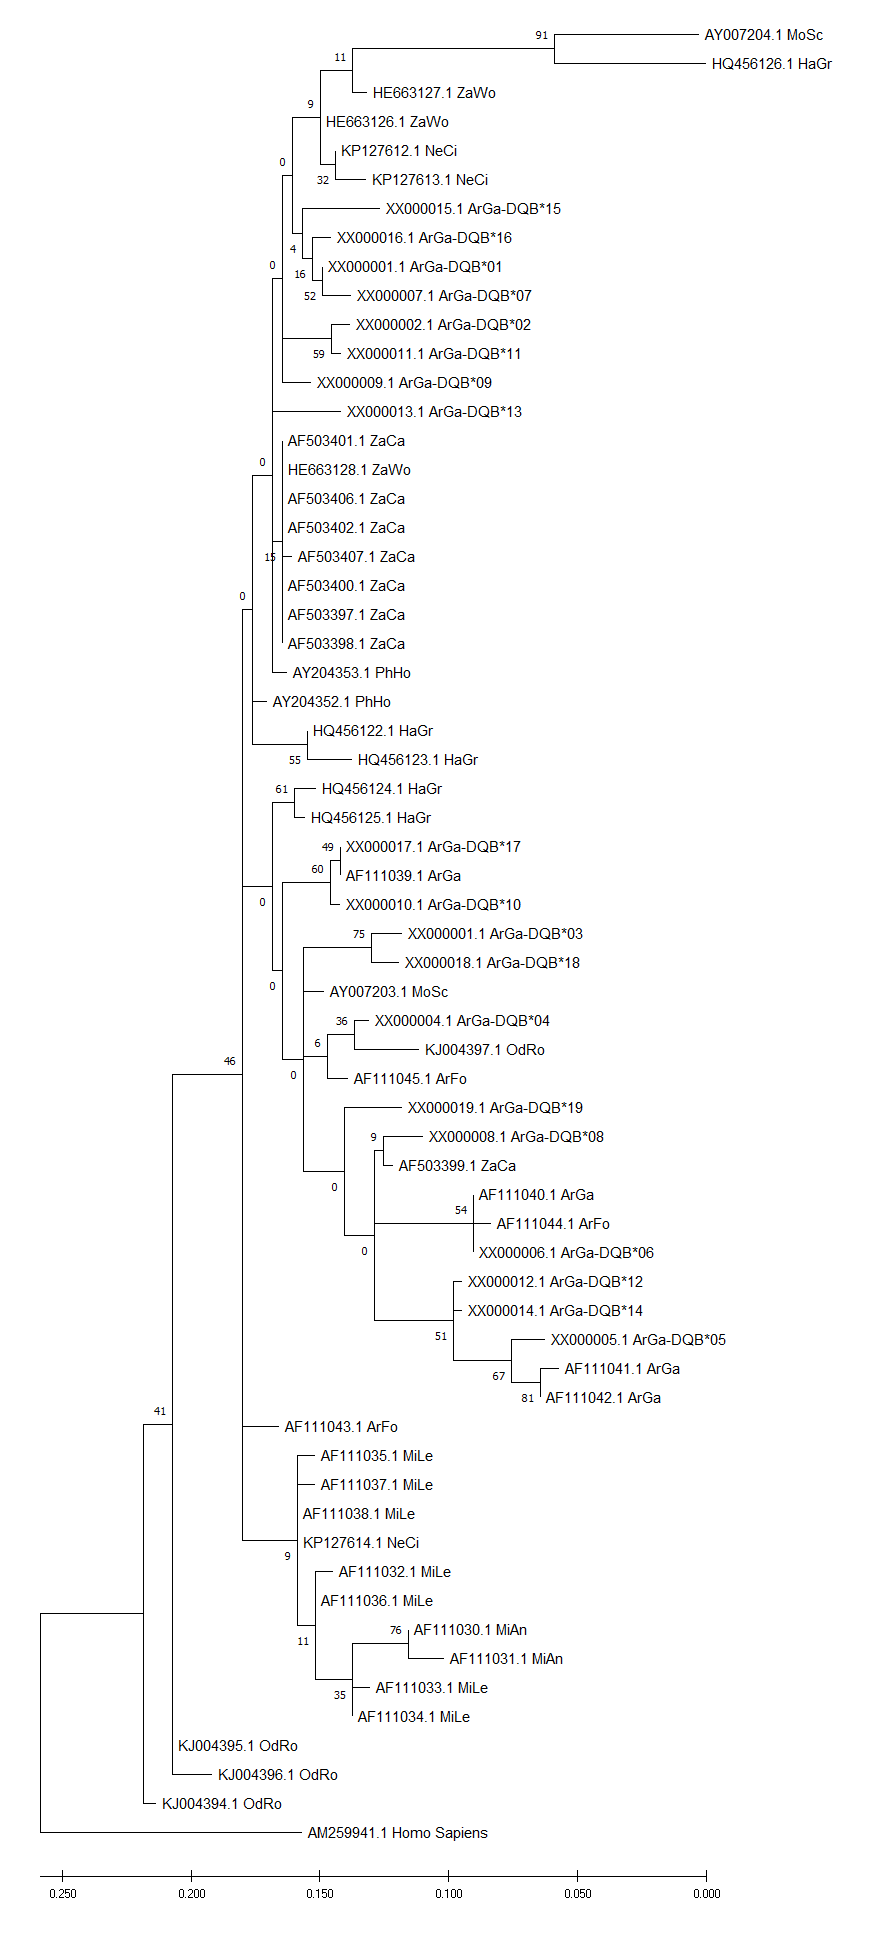 91
AY007204.1 MoSc
HQ456126.1 HaGr
11
HE663127.1 ZaWo
9
HE663126.1 ZaWo
KP127612.1 NeCi
32
KP127613.1 NeCi
0
XX000015.1 ArGa-DQB*15
4
XX000016.1 ArGa-DQB*16
0
16
XX000001.1 ArGa-DQB*01
52
XX000007.1 ArGa-DQB*07
XX000002.1 ArGa-DQB*02
59
XX000011.1 ArGa-DQB*11
XX000009.1 ArGa-DQB*09
XX000013.1 ArGa-DQB*13
0
AF503401.1 ZaCa
HE663128.1 ZaWo
AF503406.1 ZaCa
AF503402.1 ZaCa
15
AF503407.1 ZaCa
AF503400.1 ZaCa
0
AF503397.1 ZaCa
AF503398.1 ZaCa
AY204353.1 PhHo
AY204352.1 PhHo
HQ456122.1 HaGr
55
HQ456123.1 HaGr
61
HQ456124.1 HaGr
HQ456125.1 HaGr
0
49
XX000017.1 ArGa-DQB*17
60
AF111039.1 ArGa
XX000010.1 ArGa-DQB*10
0
75
XX000001.1 ArGa-DQB*03
XX000018.1 ArGa-DQB*18
AY007203.1 MoSc
36
XX000004.1 ArGa-DQB*04
6
KJ004397.1 OdRo
46
0
AF111045.1 ArFo
XX000019.1 ArGa-DQB*19
9
XX000008.1 ArGa-DQB*08
0
AF503399.1 ZaCa
AF111040.1 ArGa
54
AF111044.1 ArFo
0
XX000006.1 ArGa-DQB*06
XX000012.1 ArGa-DQB*12
XX000014.1 ArGa-DQB*14
51
XX000005.1 ArGa-DQB*05
67
AF111041.1 ArGa
81
AF111042.1 ArGa
41
AF111043.1 ArFo
AF111035.1 MiLe
AF111037.1 MiLe
AF111038.1 MiLe
KP127614.1 NeCi
9
AF111032.1 MiLe
AF111036.1 MiLe
11
76
AF111030.1 MiAn
AF111031.1 MiAn
35
AF111033.1 MiLe
AF111034.1 MiLe
KJ004395.1 OdRo
KJ004396.1 OdRo
KJ004394.1 OdRo
AM259941.1 Homo Sapiens
0.250 0.200 0.150 0.100 0.050 0.000